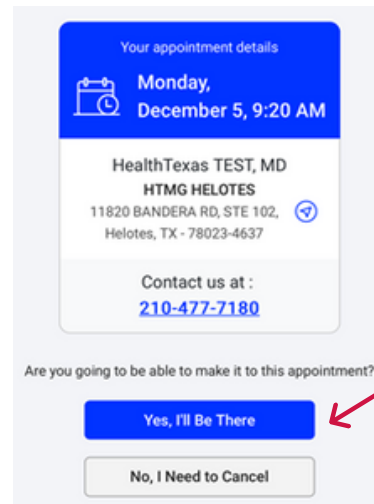 Your appointment details
Monday,
December 5, 9:20 AM
HealthTexas TEST, MD
HTMG HELOTES
11820 BANDERA RD, STE 102,
Helotes, TX - 78023-4637
Contact us at :
210-477-7180
Are you going to be able to make it to this appointment?
Yes, I'll Be There
No, I Need to Cancel